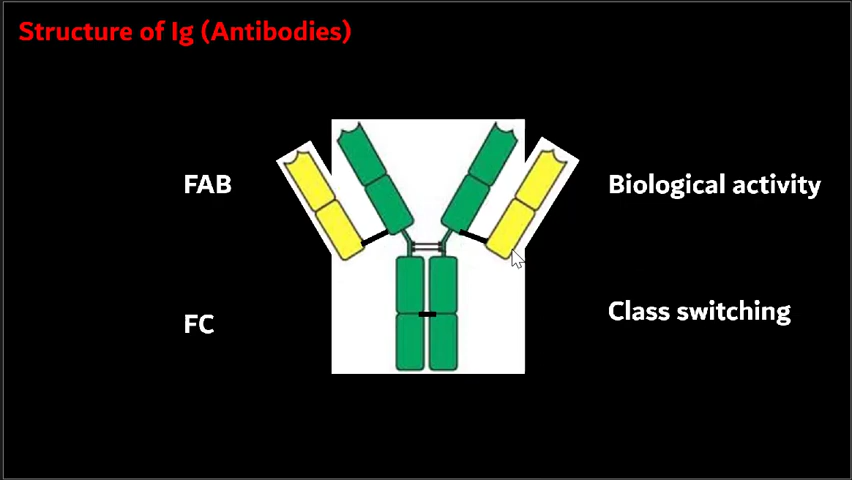 Structure of Ig (Antibodies)
FAB
Biological activity
FC
Class switching